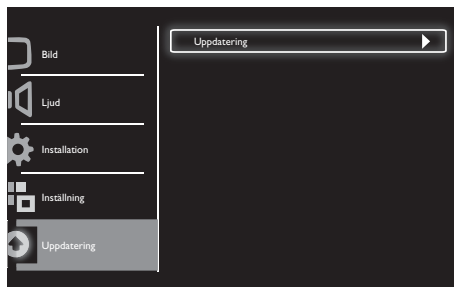 Bild
Ljud
Installation
Inställning
Uppdatering
Uppdatering